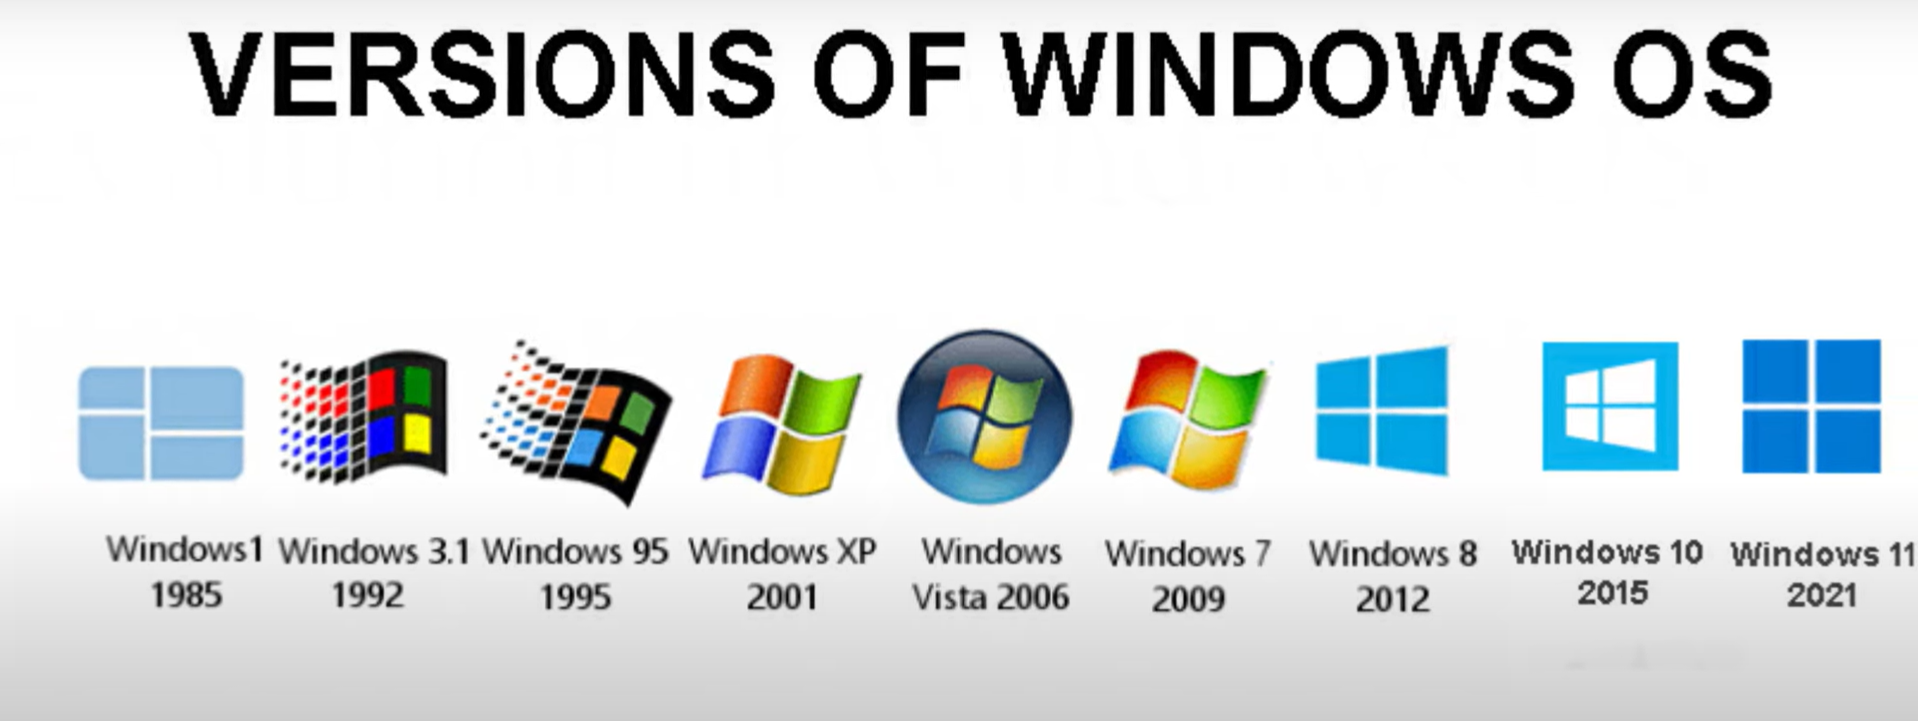 VERSIONS OF WINDOWS OS
Windows1
1985
Windows 3.1
1992
Windows 95
1995
Windows XP
2001
Windows
Vista 2006
Windows 7
2009
Windows 8
2012
Windows 10
2015
Windows 11
2021